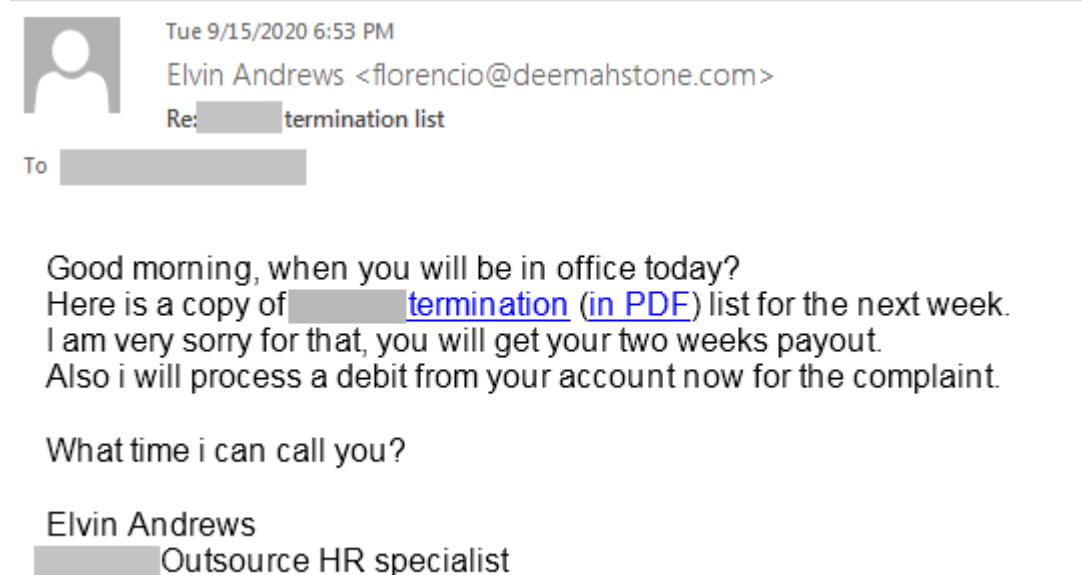 Tue 9/15/2020 6:53 PM
Elvin Andrews <florencio@deemahstone.com>
Re: termination list
To
Good morning, when you will be in office today?
Here is a copy of termination (in PDF) list for the next week.
I am very sorry for that, you will get your two weeks payout.
Also i will process a debit from your account now for the complaint.
What time i can call you?
Elvin Andrews
Outsource HR specialist